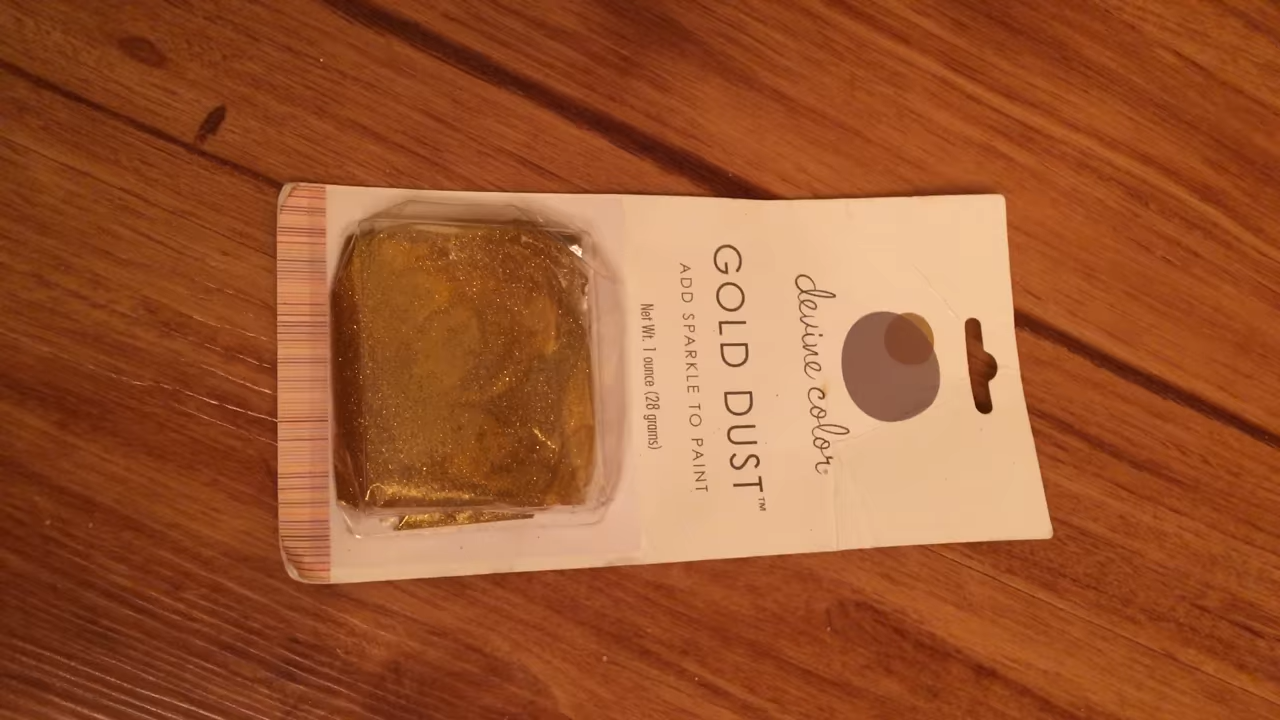 devine color
GOLD DUST™
ADD SPARKLE TO PAINT
Net Wt. 1 ounce (28 grams)